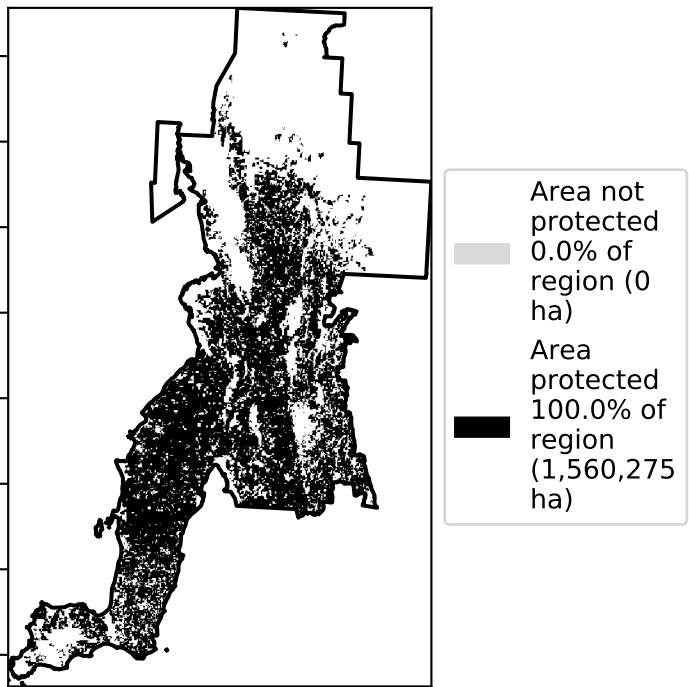 Area not
protected
0.0% of
region (0
ha)
Area
protected
100.0% of
region
(1,560,275
ha)